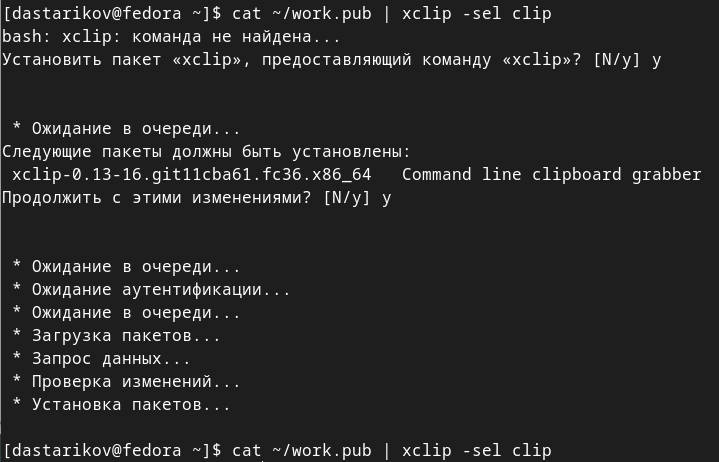 [dastarikov@fedora ~]$ cat ~/work.pub | xclip -sel clip
bash: xclip: команда не найдена...
Установить пакет «xclip», предоставляющий команду «xclip»? [N/y] y
* Ожидание в очереди...
Следующие пакеты должны быть установлены:
xclip-0.13-16.git11cba61.fc36.x86_64   Command line clipboard grabber
Продолжить с этими изменениями? [N/y] y
* Ожидание в очереди...
* Ожидание аутентификации...
* Ожидание в очереди...
* Загрузка пакетов...
* Запрос данных...
* Проверка изменений...
* Установка пакетов...
[dastarikov@fedora ~]$ cat ~/work.pub | xclip -sel clip